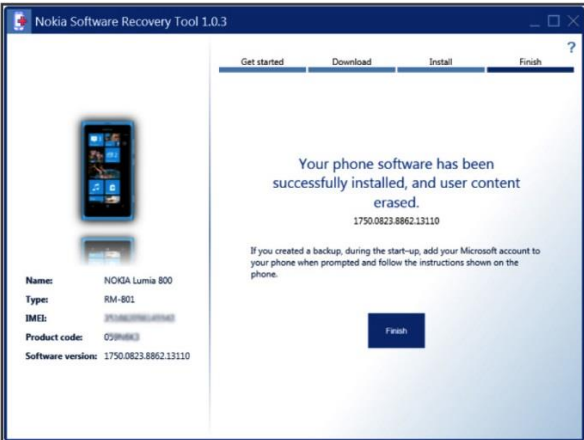 Nokia Software Recovery Tool 1.0.3
?
Get started Download Install Finish
Your phone software has been
successfully installed, and user content
erased.
1750.0823.8862.13110
If you created a backup, during the start-up, add your Microsoft account to
your phone when prompted and follow the instructions shown on the
phone.
Finish
Name: NOKIA Lumia 800
Type: RM-801
IMEI:
Product code:
Software version: 1750.0823.8862.13110